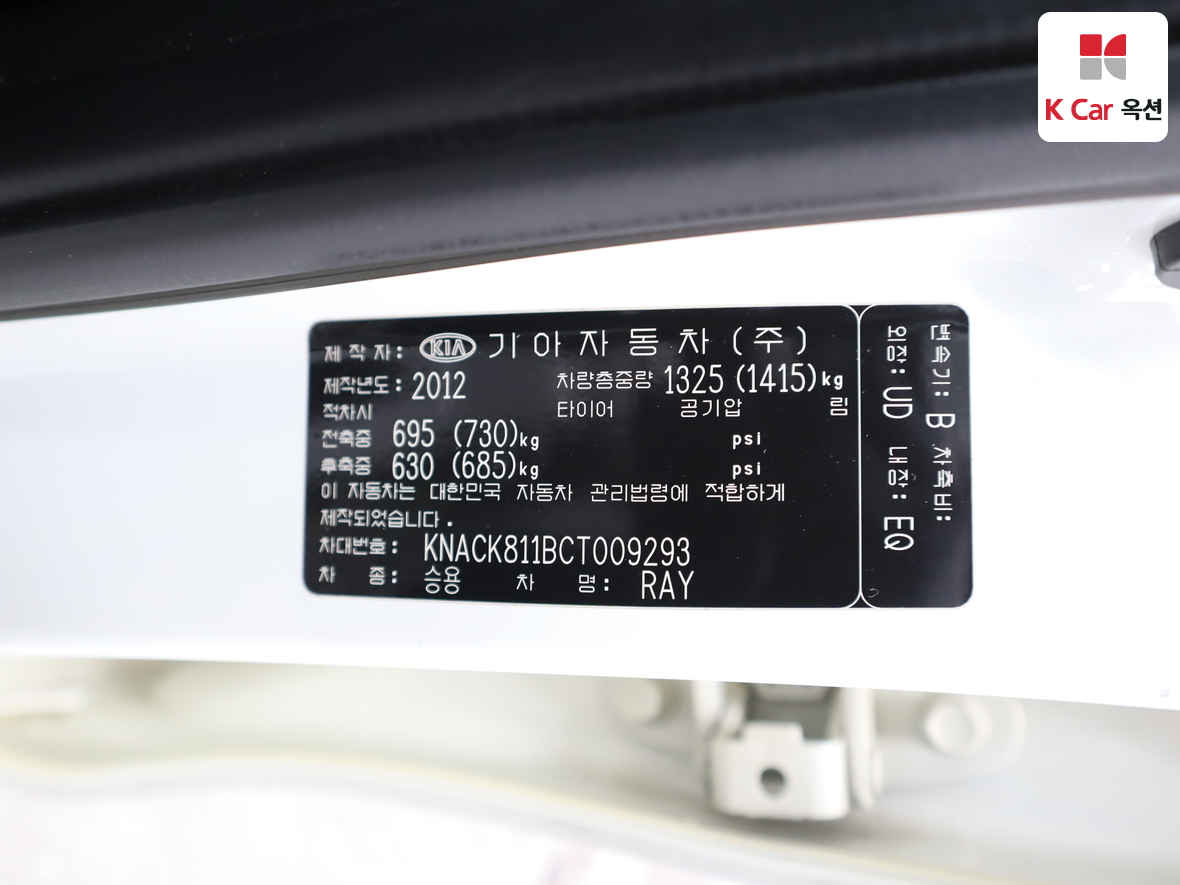 K Car 옥션
제 작 자 : KIA 기 아 자 동 차 ( 주 )
제작년도 : 2012 차량총중량 1325 (1415)kg
적차시 타이어 공기압 림
전축중 695 (730)kg psi
후축중 630 (685)kg psi
이 자동차는 대한민국 자동차 관리법령에 적합하게
제작되었습니다 .
차대번호 : KNACK811BCT009293
차 종 : 승용 차 명 : RAY
변속기 : B 차축비 :
외장 : UD 내장 : EQ